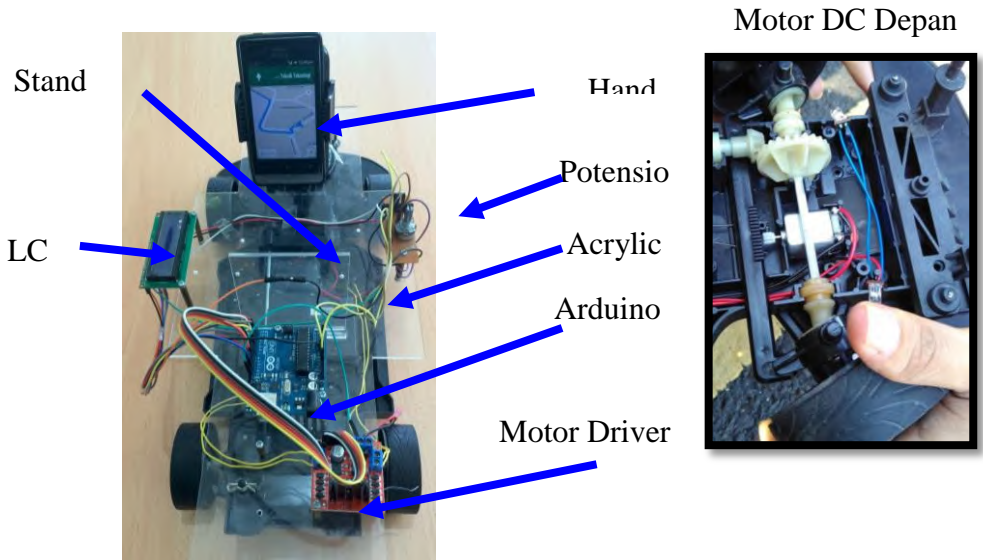 Motor DC Depan
Stand
Hand
Potensio
LC
Acrylic
Arduino
Motor Driver